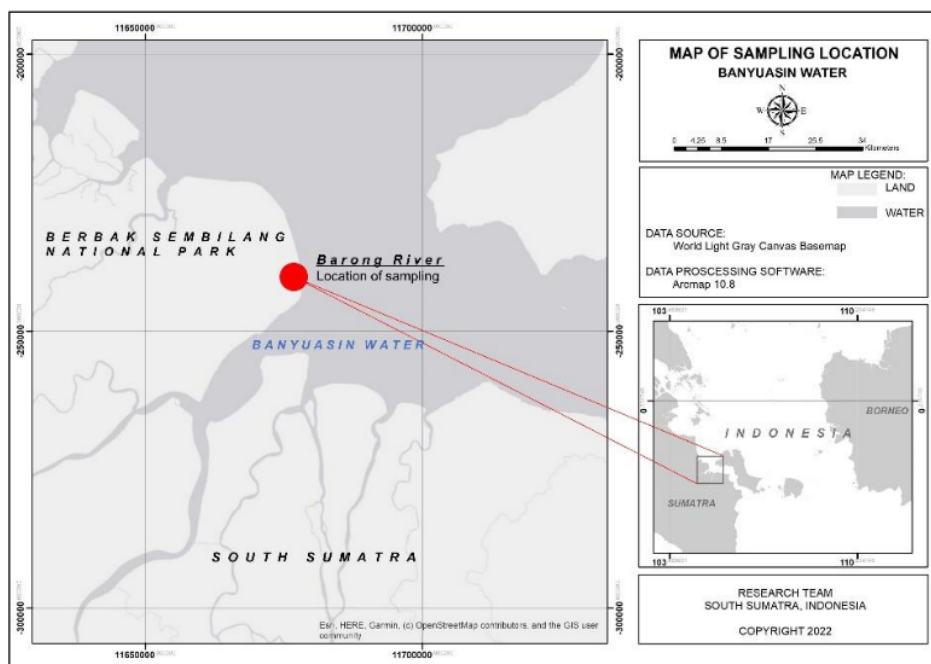 11650000
11700000
-200000
-200000
BERBAK SEMBILANG
NATIONAL PARK
Barong River
Location of sampling
-250000
-250000
BANYUASIN WATER
SOUTH SUMATRA
-300000
-300000
Esri, HERE, Garmin, (c) OpenStreetMap contributors, and the GIS user
community
11650000
11700000
MAP OF SAMPLING LOCATION
BANYUASIN WATER
N
W
E
S
0 4.25 8.5 17 25.5 34
Kilometers
MAP LEGEND:
LAND
WATER
DATA SOURCE:
World Light Gray Canvas Basemap
DATA PROSCESSING SOFTWARE:
Arcmap 10.8
103
110
0
0
BORNEO
INDONESIA
SUMATRA
103
110
RESEARCH TEAM
SOUTH SUMATRA, INDONESIA
COPYRIGHT 2022